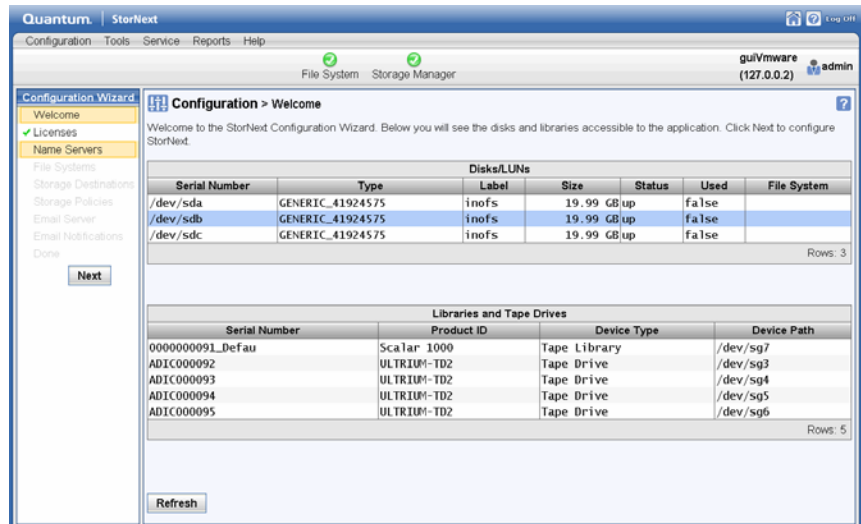 Quantum. StorNext Log Off
Configuration Tools Service Reports Help
File System Storage Manager
guiVmware
(127.0.0.2)
admin
Configuration Wizard
Welcome
Licenses
Name Servers
File Systems
Storage Destinations
Storage Policies
Email Server
Email Notifications
Done
Next
Configuration > Welcome
Welcome to the StorNext Configuration Wizard. Below you will see the disks and libraries accessible to the application. Click Next to configure
StorNext.
Disks/LUNs
Serial Number Type Label Size Status Used File System
/dev/sda GENERIC_41924575 inofs 19.99 GB up false
/dev/sdb GENERIC_41924575 inofs 19.99 GB up false
/dev/sdc GENERIC_41924575 inofs 19.99 GB up false
Rows: 3
Libraries and Tape Drives
Serial Number Product ID Device Type Device Path
0000000091_Defau Scalar 1000 Tape Library /dev/sg7
ADIC000092 ULTRIUM-TD2 Tape Drive /dev/sg3
ADIC000093 ULTRIUM-TD2 Tape Drive /dev/sg4
ADIC000094 ULTRIUM-TD2 Tape Drive /dev/sg5
ADIC000095 ULTRIUM-TD2 Tape Drive /dev/sg6
Rows: 5
Refresh